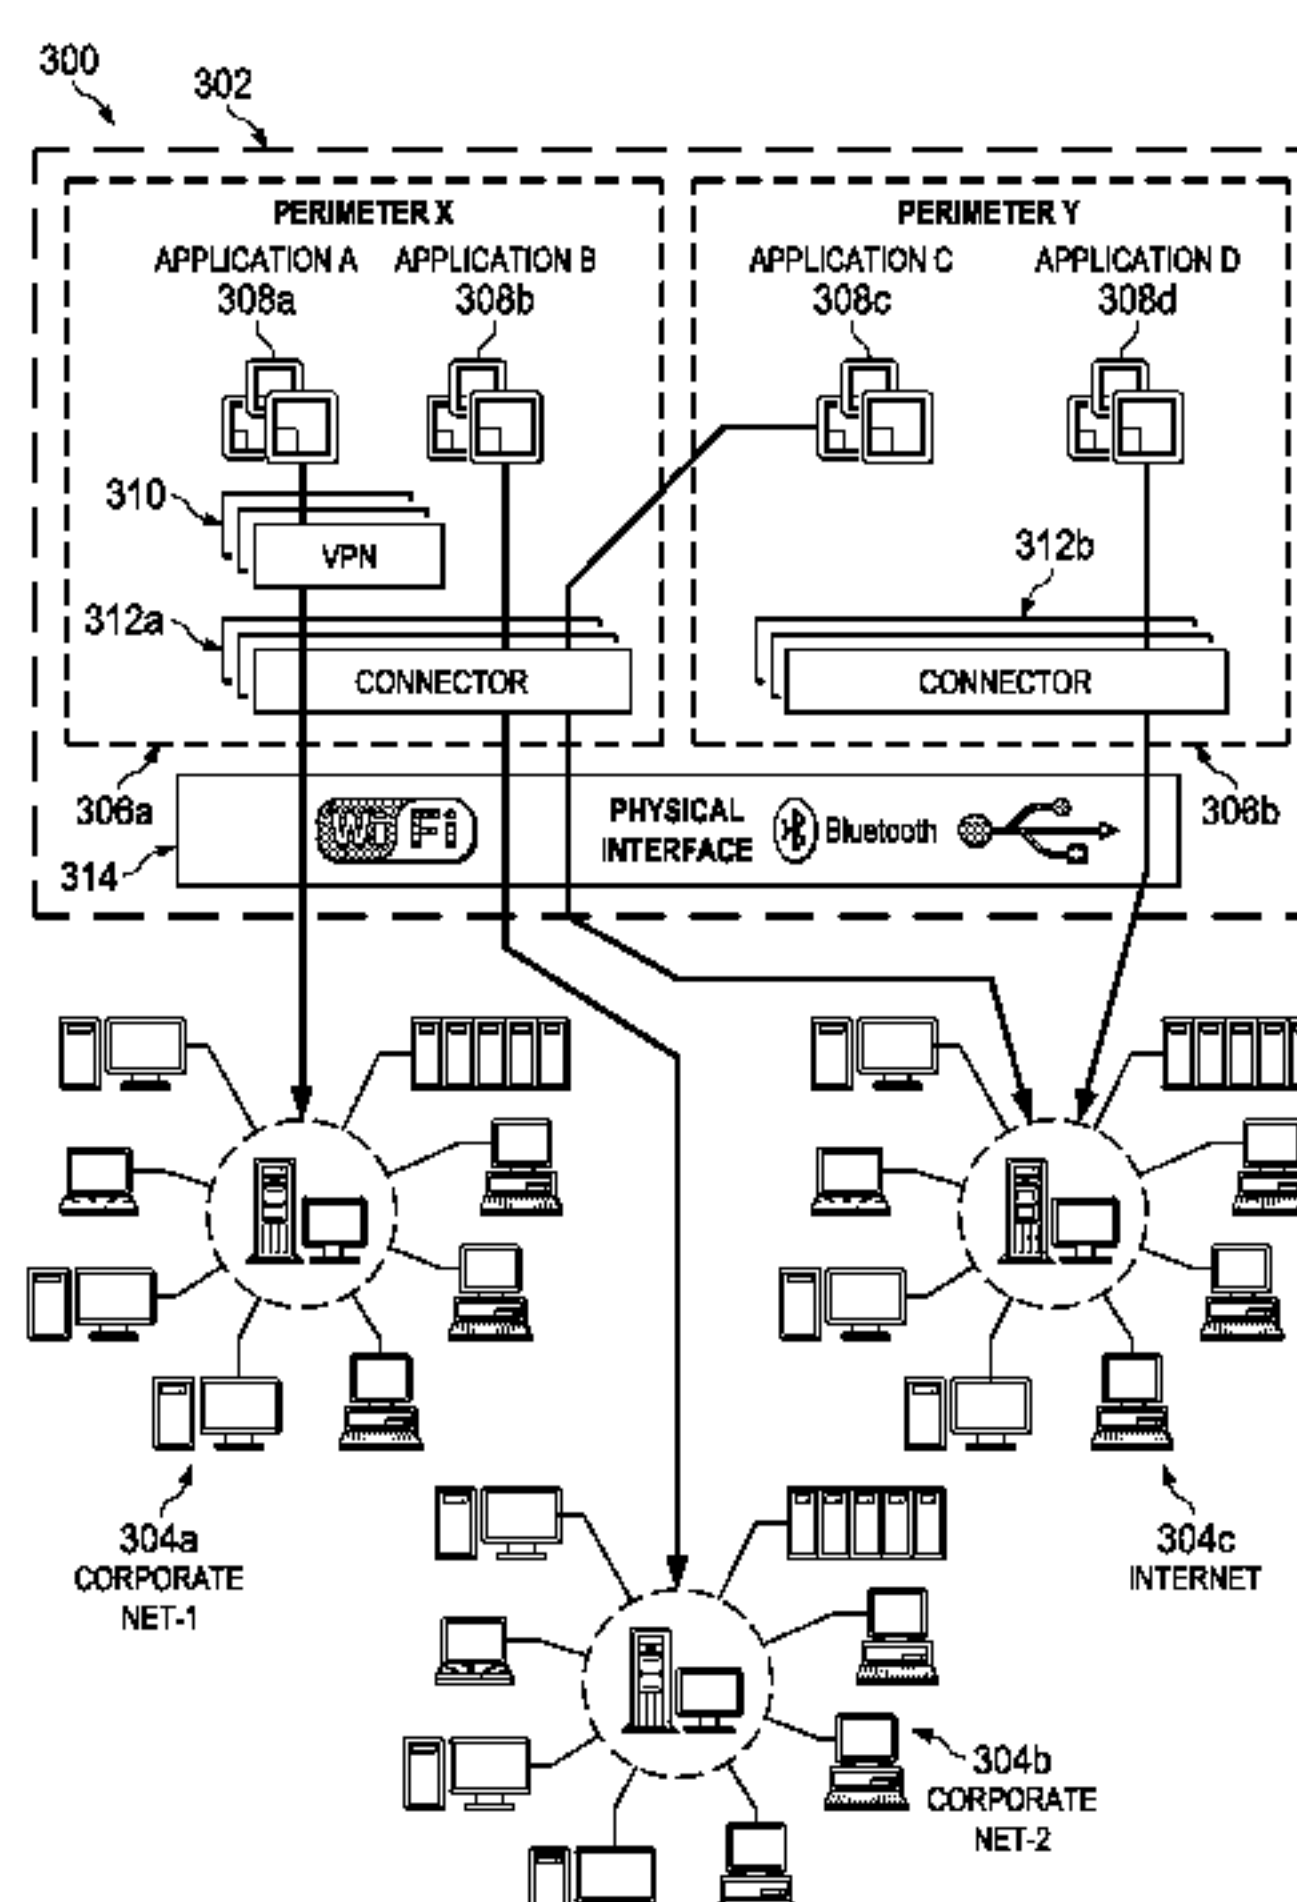 300
302
PERIMETER X
PERIMETER Y
APPLICATION A
APPLICATION B
APPLICATION C
APPLICATION D
308a
308b
308c
308d
310
VPN
312b
312a
CONNECTOR
CONNECTOR
306a
PHYSICAL
INTERFACE
Wi Fi
Bluetooth
306b
314
304a
CORPORATE
NET-1
304c
INTERNET
304b
CORPORATE
NET-2